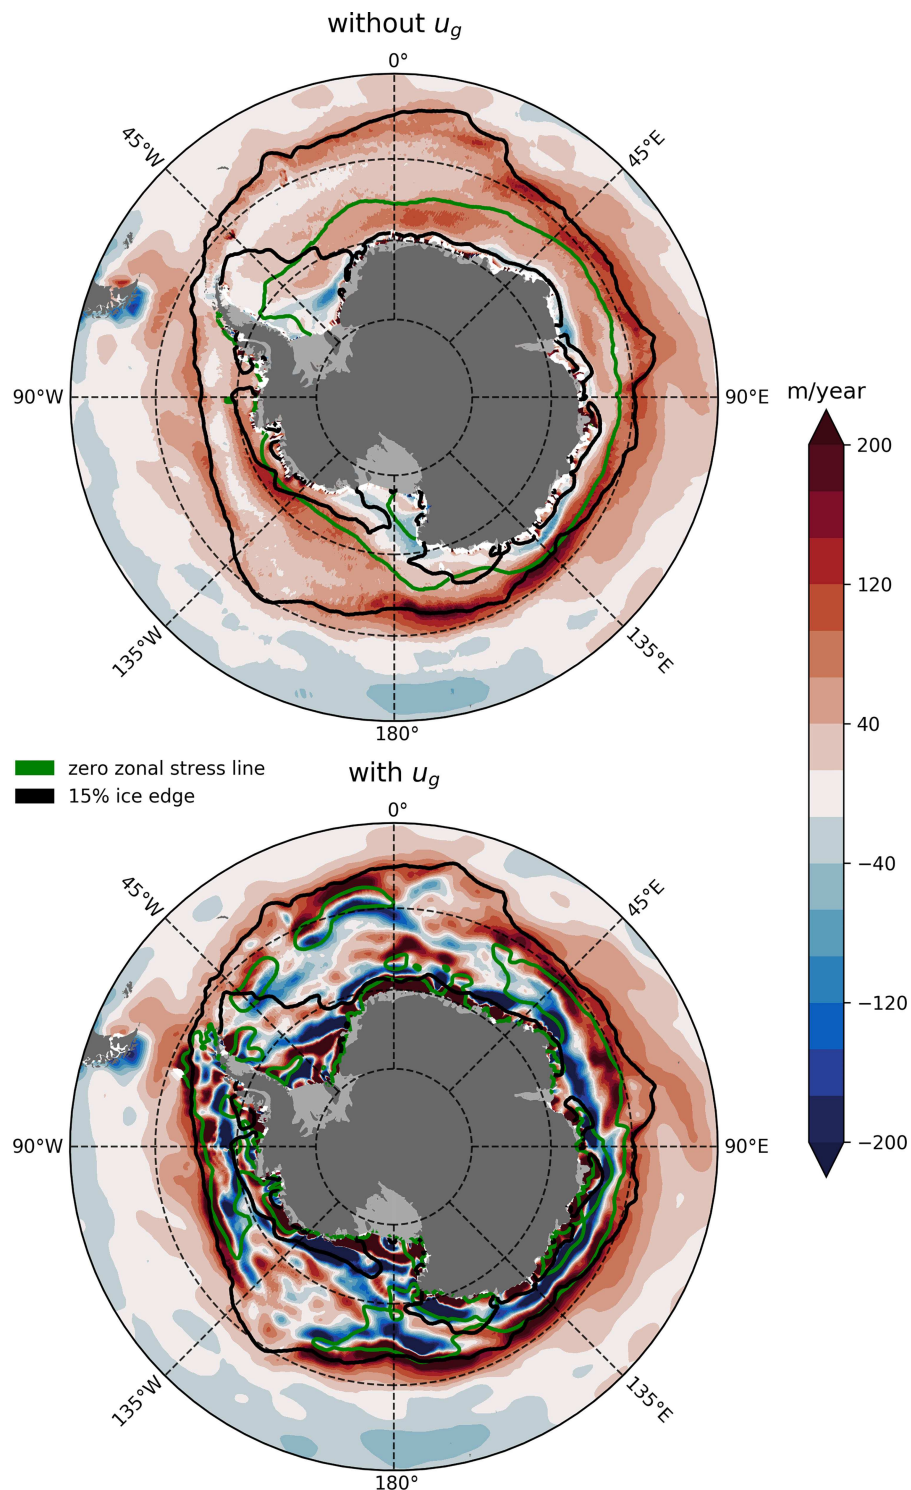 without u_g
0°
45°W
45°E
90°W
90°E
135°W
135°E
180°
m/year
200
120
40
−40
−120
−200
zero zonal stress line
15% ice edge
with u_g
0°
45°W
45°E
90°W
90°E
135°W
135°E
180°